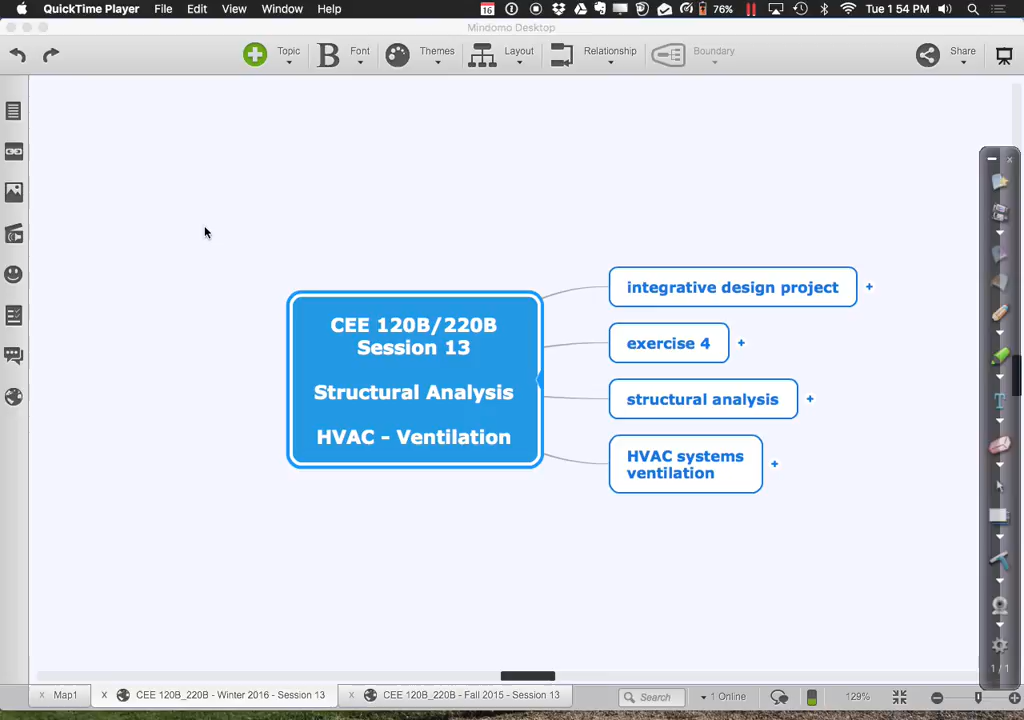 QuickTime Player File Edit View Window Help 16 76% Tue 1 54 PM
Mindomo Desktop
B Topic Font Themes Layout Relationship Boundary Share
integrative design project +
CEE 120B/220B
Session 13
Structural Analysis
HVAC - Ventilation
exercise 4 +
structural analysis +
HVAC systems
ventilation +
T
1 / 1
x Map1 x CEE 120B_220B - Winter 2016 - Session 13 x CEE 120B_220B - Fall 2015 - Session 13 Search 1 Online 129%